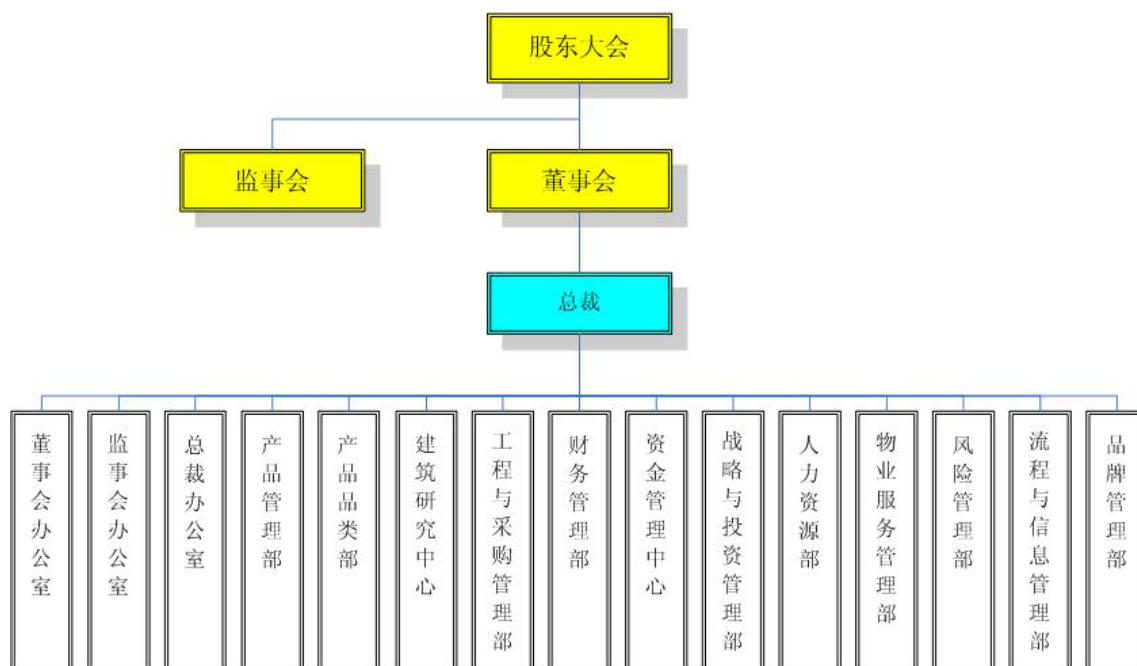 股东大会
监事会
董事会
总裁
董事会办公室
监事会办公室
总裁办公室
产品管理部
产品品类部
建筑研究中心
工程与采购管理部
财务管理部
资金管理中心
战略与投资管理部
人力资源部
物业服务管理部
风险管理部
流程与信息管理部
品牌管理部